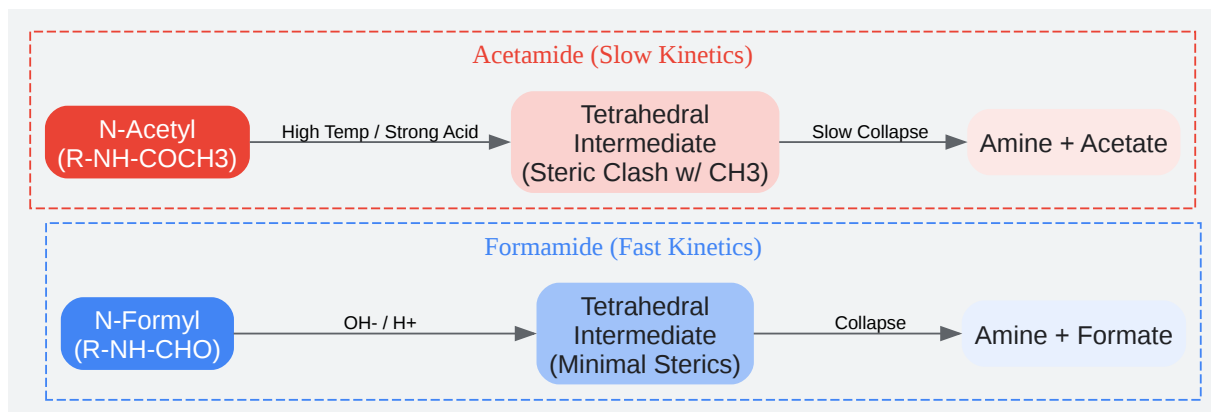 Acetamide (Slow Kinetics)
N-Acetyl
(R-NH-COCH3)
High Temp / Strong Acid
Tetrahedral
Intermediate
(Steric Clash w/ CH3)
Slow Collapse
Amine + Acetate
Formamide (Fast Kinetics)
N-Formyl
(R-NH-CHO)
OH- / H+
Tetrahedral
Intermediate
(Minimal Sterics)
Collapse
Amine + Formate